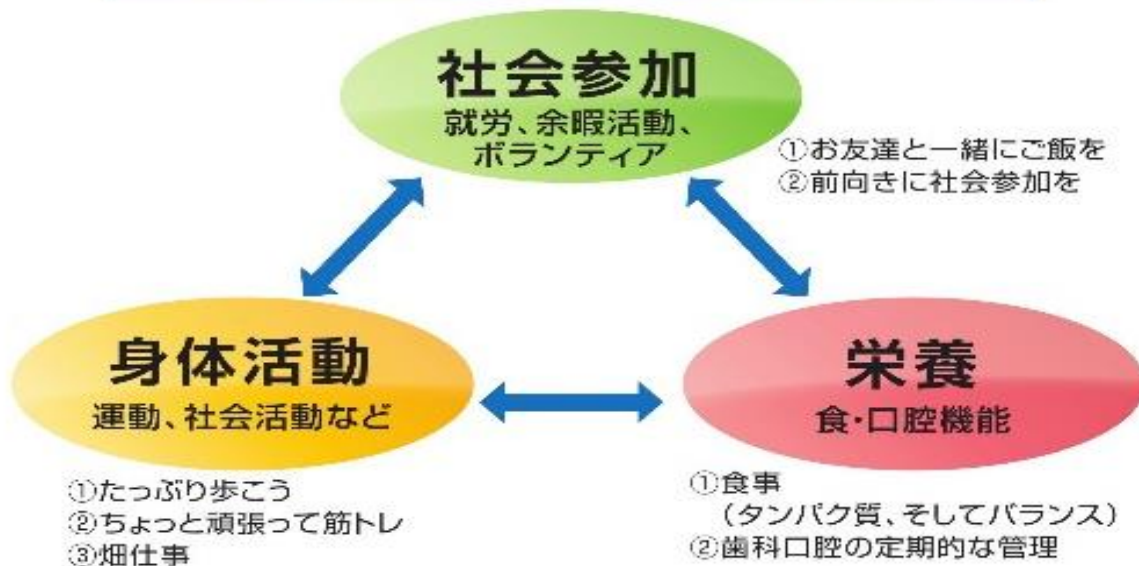 社会参加
就労、余暇活動、
ボランティア
①お友達と一緒にご飯を
②前向きに社会参加を
身体活動
運動、社会活動など
①たっぷり歩こう
②ちょっと頑張って筋トレ
③畑仕事
栄養
食・口腔機能
①食事
(タンパク質、そしてバランス)
②歯科口腔の定期的な管理